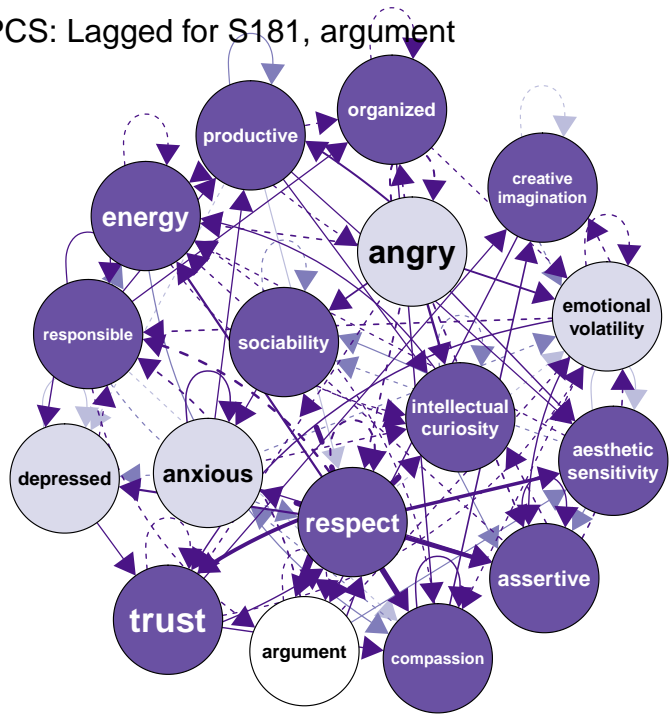 PCS: Lagged for S181, argument
organized
productive
creative
imagination
energy
angry
emotional
volatility
responsible
sociability
intellectual
curiosity
aesthetic
sensitivity
depressed
anxious
respect
assertive
trust
argument
compassion